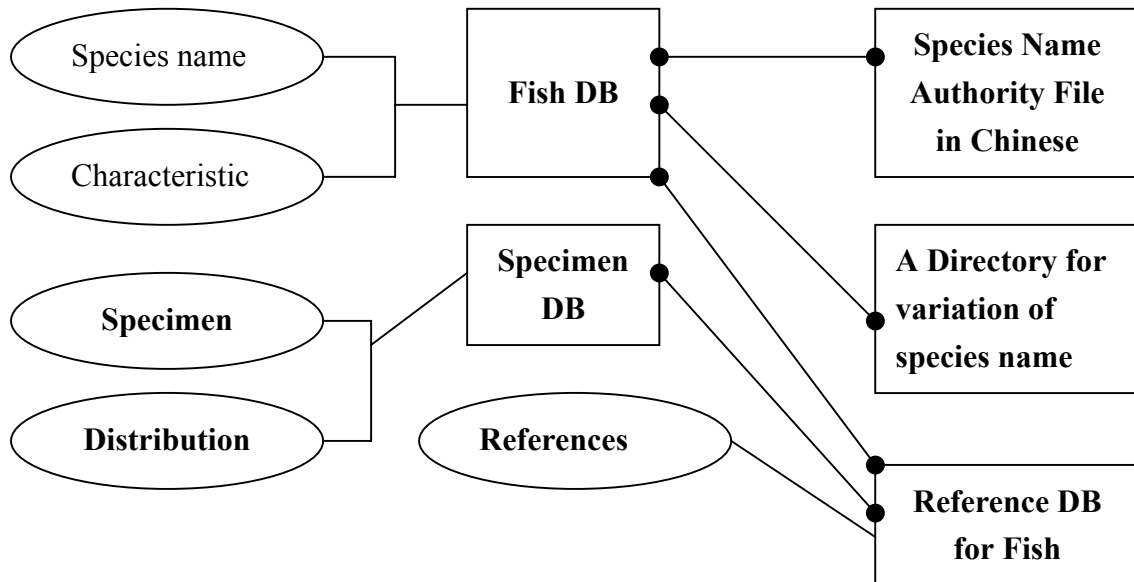 Species name
Characteristic
Fish DB
Species Name
Authority File
in Chinese
Specimen
Distribution
Specimen
DB
References
A Directory for
variation of
species name
Reference DB
for Fish